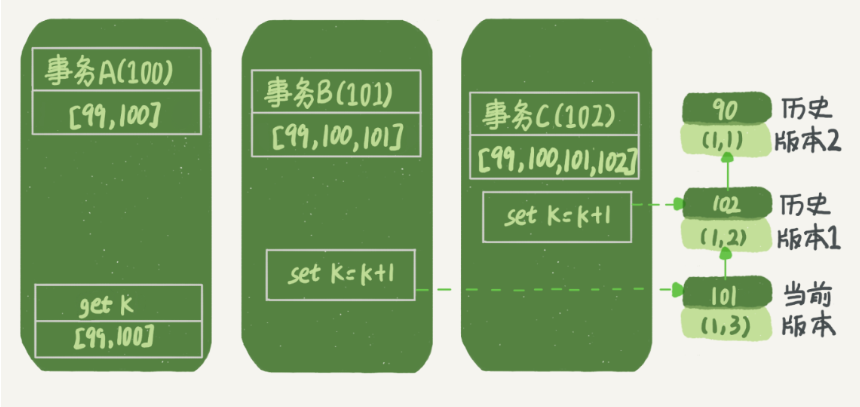 事务A(100)
[99,100]
get k
[99,100]
事务B(101)
[99,100,101]
set k=k+1
事务C(102)
[99,100,101,102]
set k=k+1
90
(1,1)
历史
版本2
102
(1,2)
历史
版本1
101
(1,3)
当前
版本